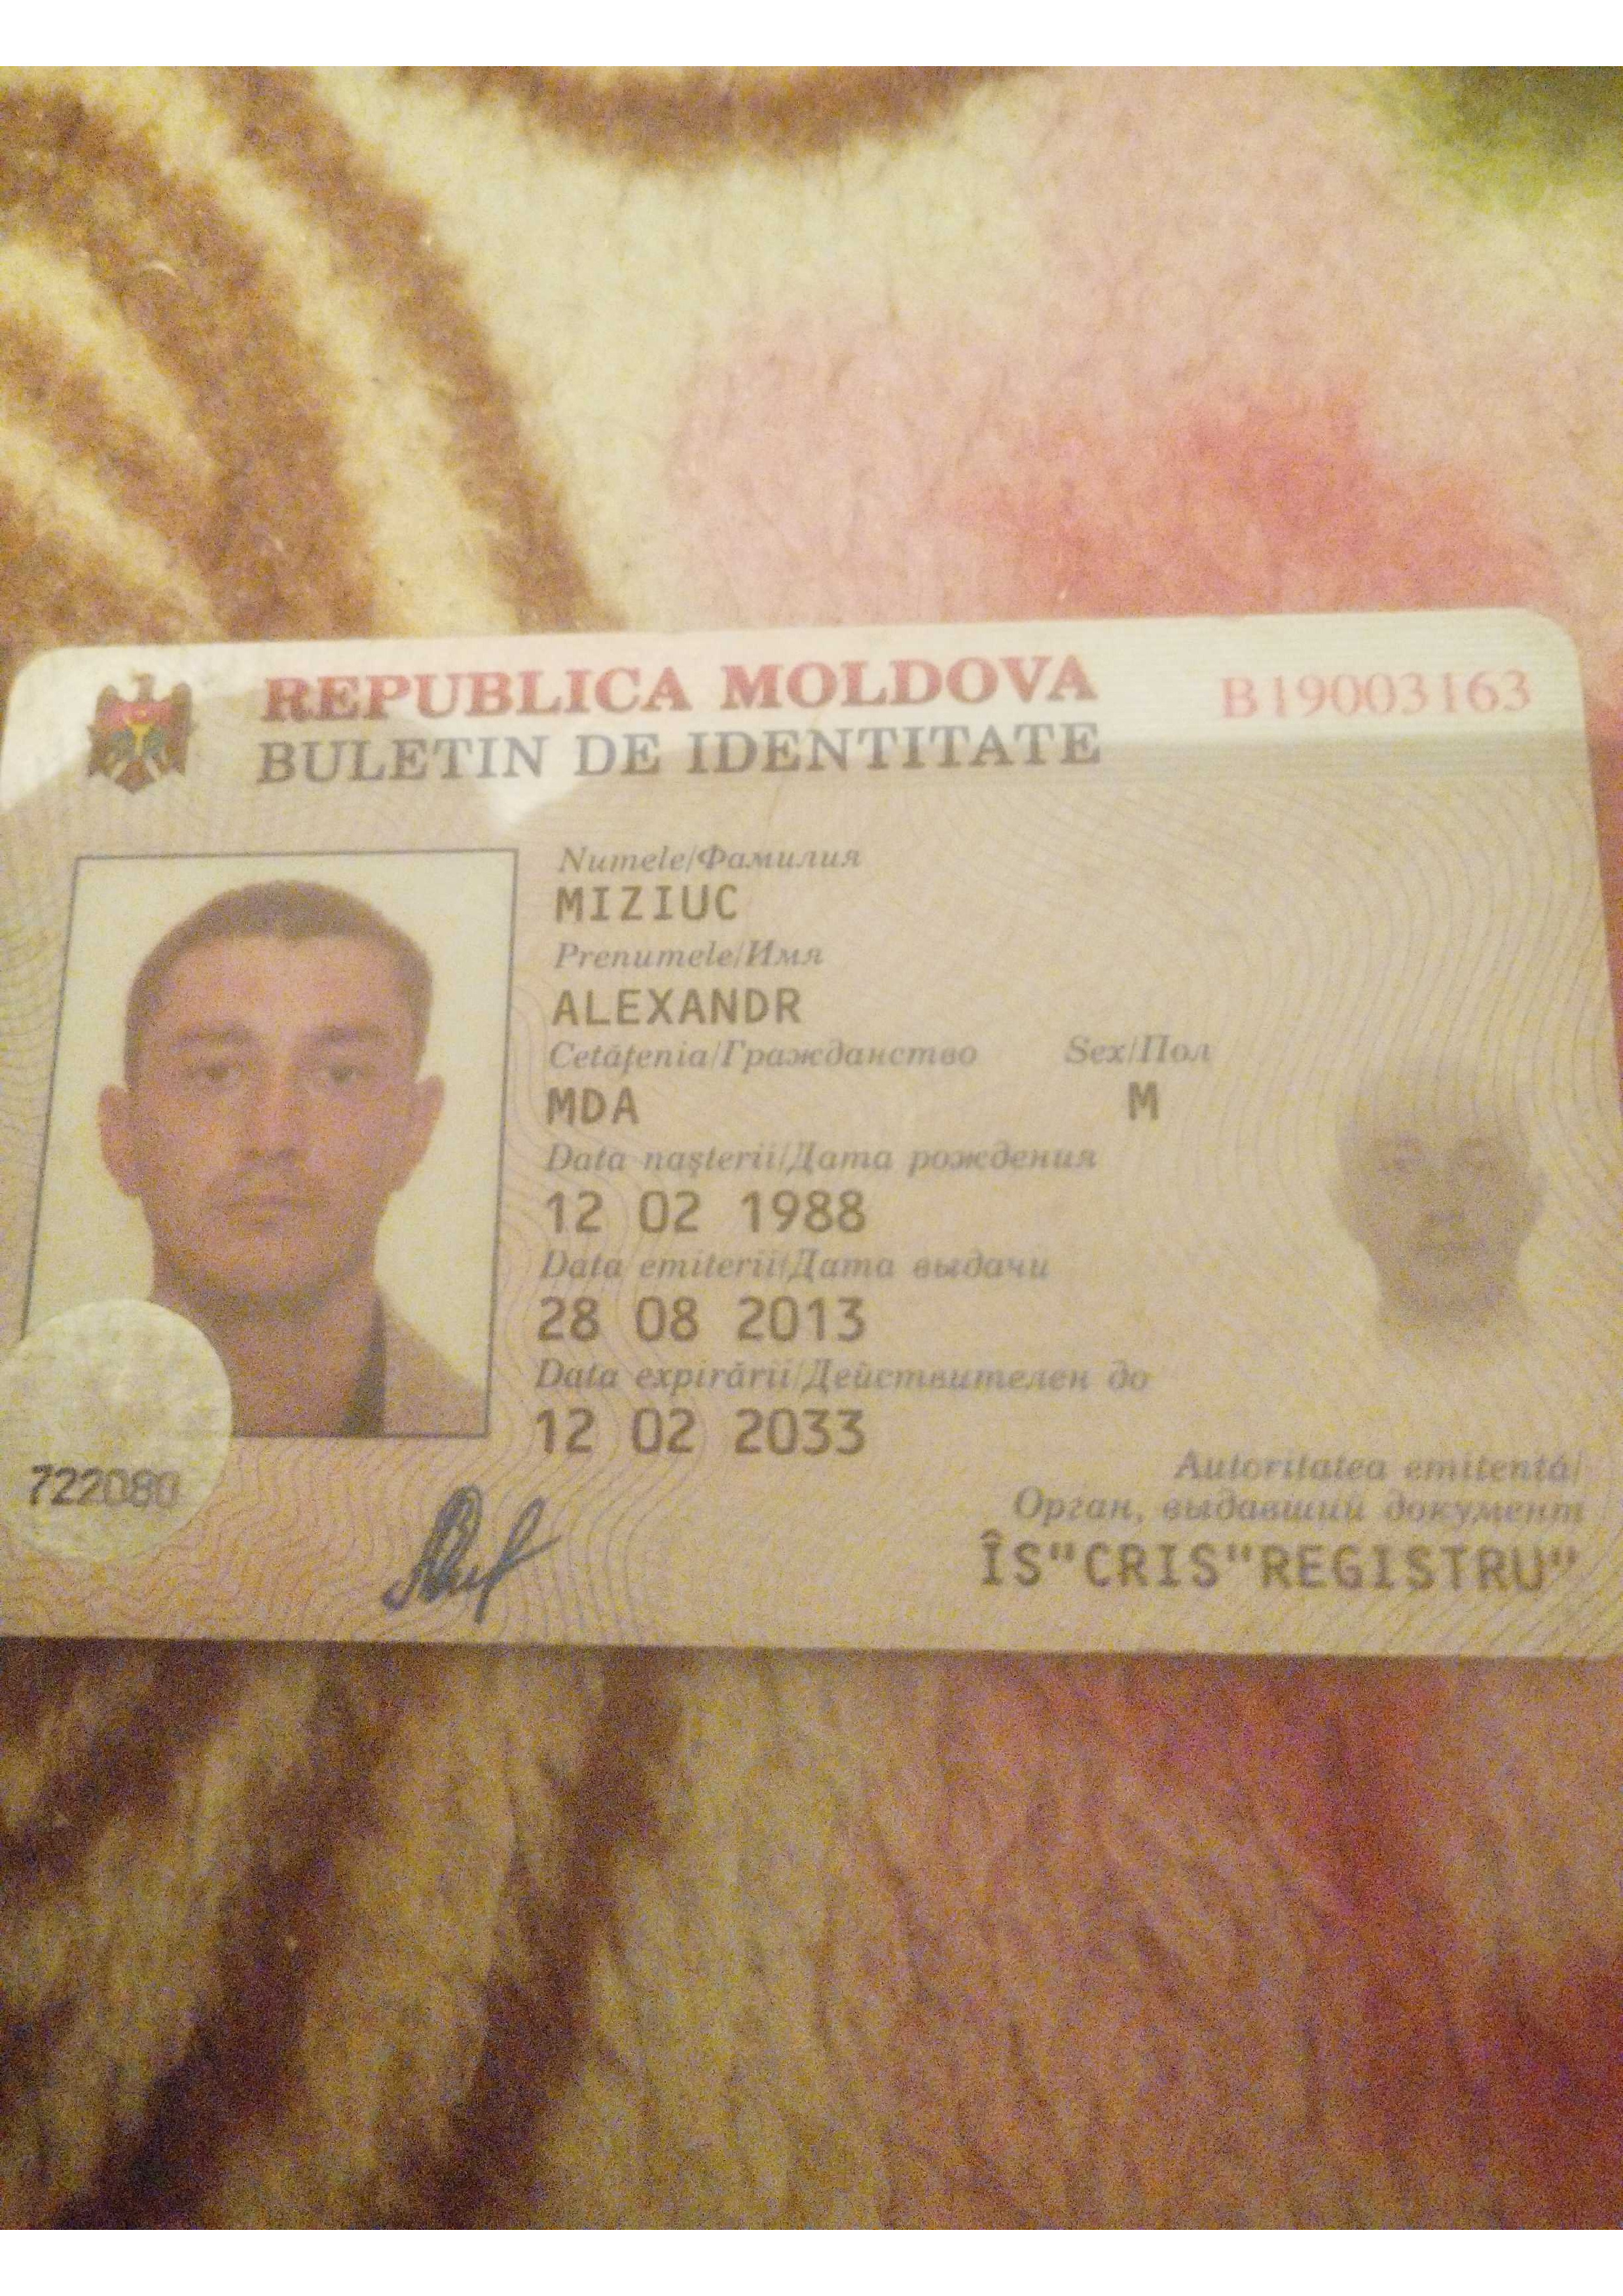 REPUBLICA MOLDOVA
B19003163
BULETIN DE IDENTITATE
Numele/Фамилия
MIZIUC
Prenumele/Имя
ALEXANDR
Cetăţenia/Гражданство Sex/Пол
MDA M
Data naşterii/Дата рождения
12 02 1988
Data emiterii/Дата выдачи
28 08 2013
Data expirării/Действителен до
12 02 2033
Autoritatea emitentă/
Орган, выдавший документ
ÎS"CRIS"REGISTRU"
722080